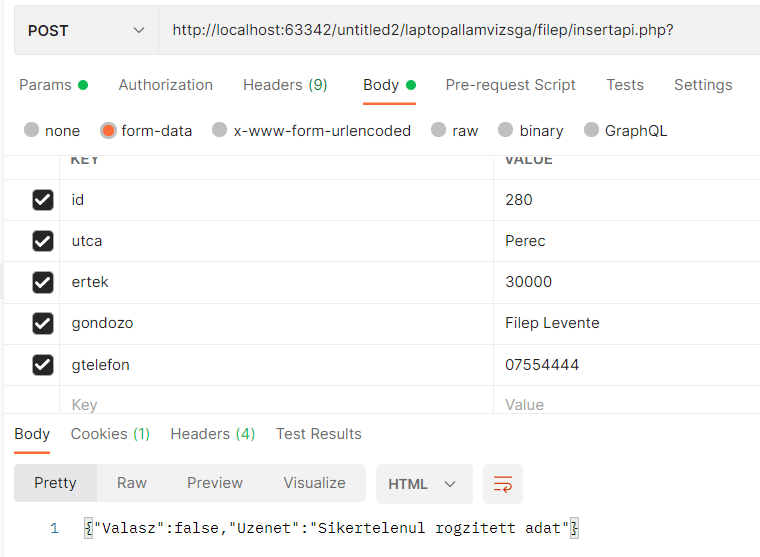 POST http://localhost:63342/untitled2/laptopallamvizsga/filep/insertapi.php?
Params Authorization Headers (9) Body Pre-request Script Tests Settings
none form-data x-www-form-urlencoded raw binary GraphQL
KEY VALUE
id 280
utca Perec
ertek 30000
gondozo Filep Levente
gtelefon 07554444
Key Value
Body Cookies (1) Headers (4) Test Results
Pretty Raw Preview Visualize HTML
1 {"Valasz":false,"Uzenet":"Sikertelenul rogzitett adat"}